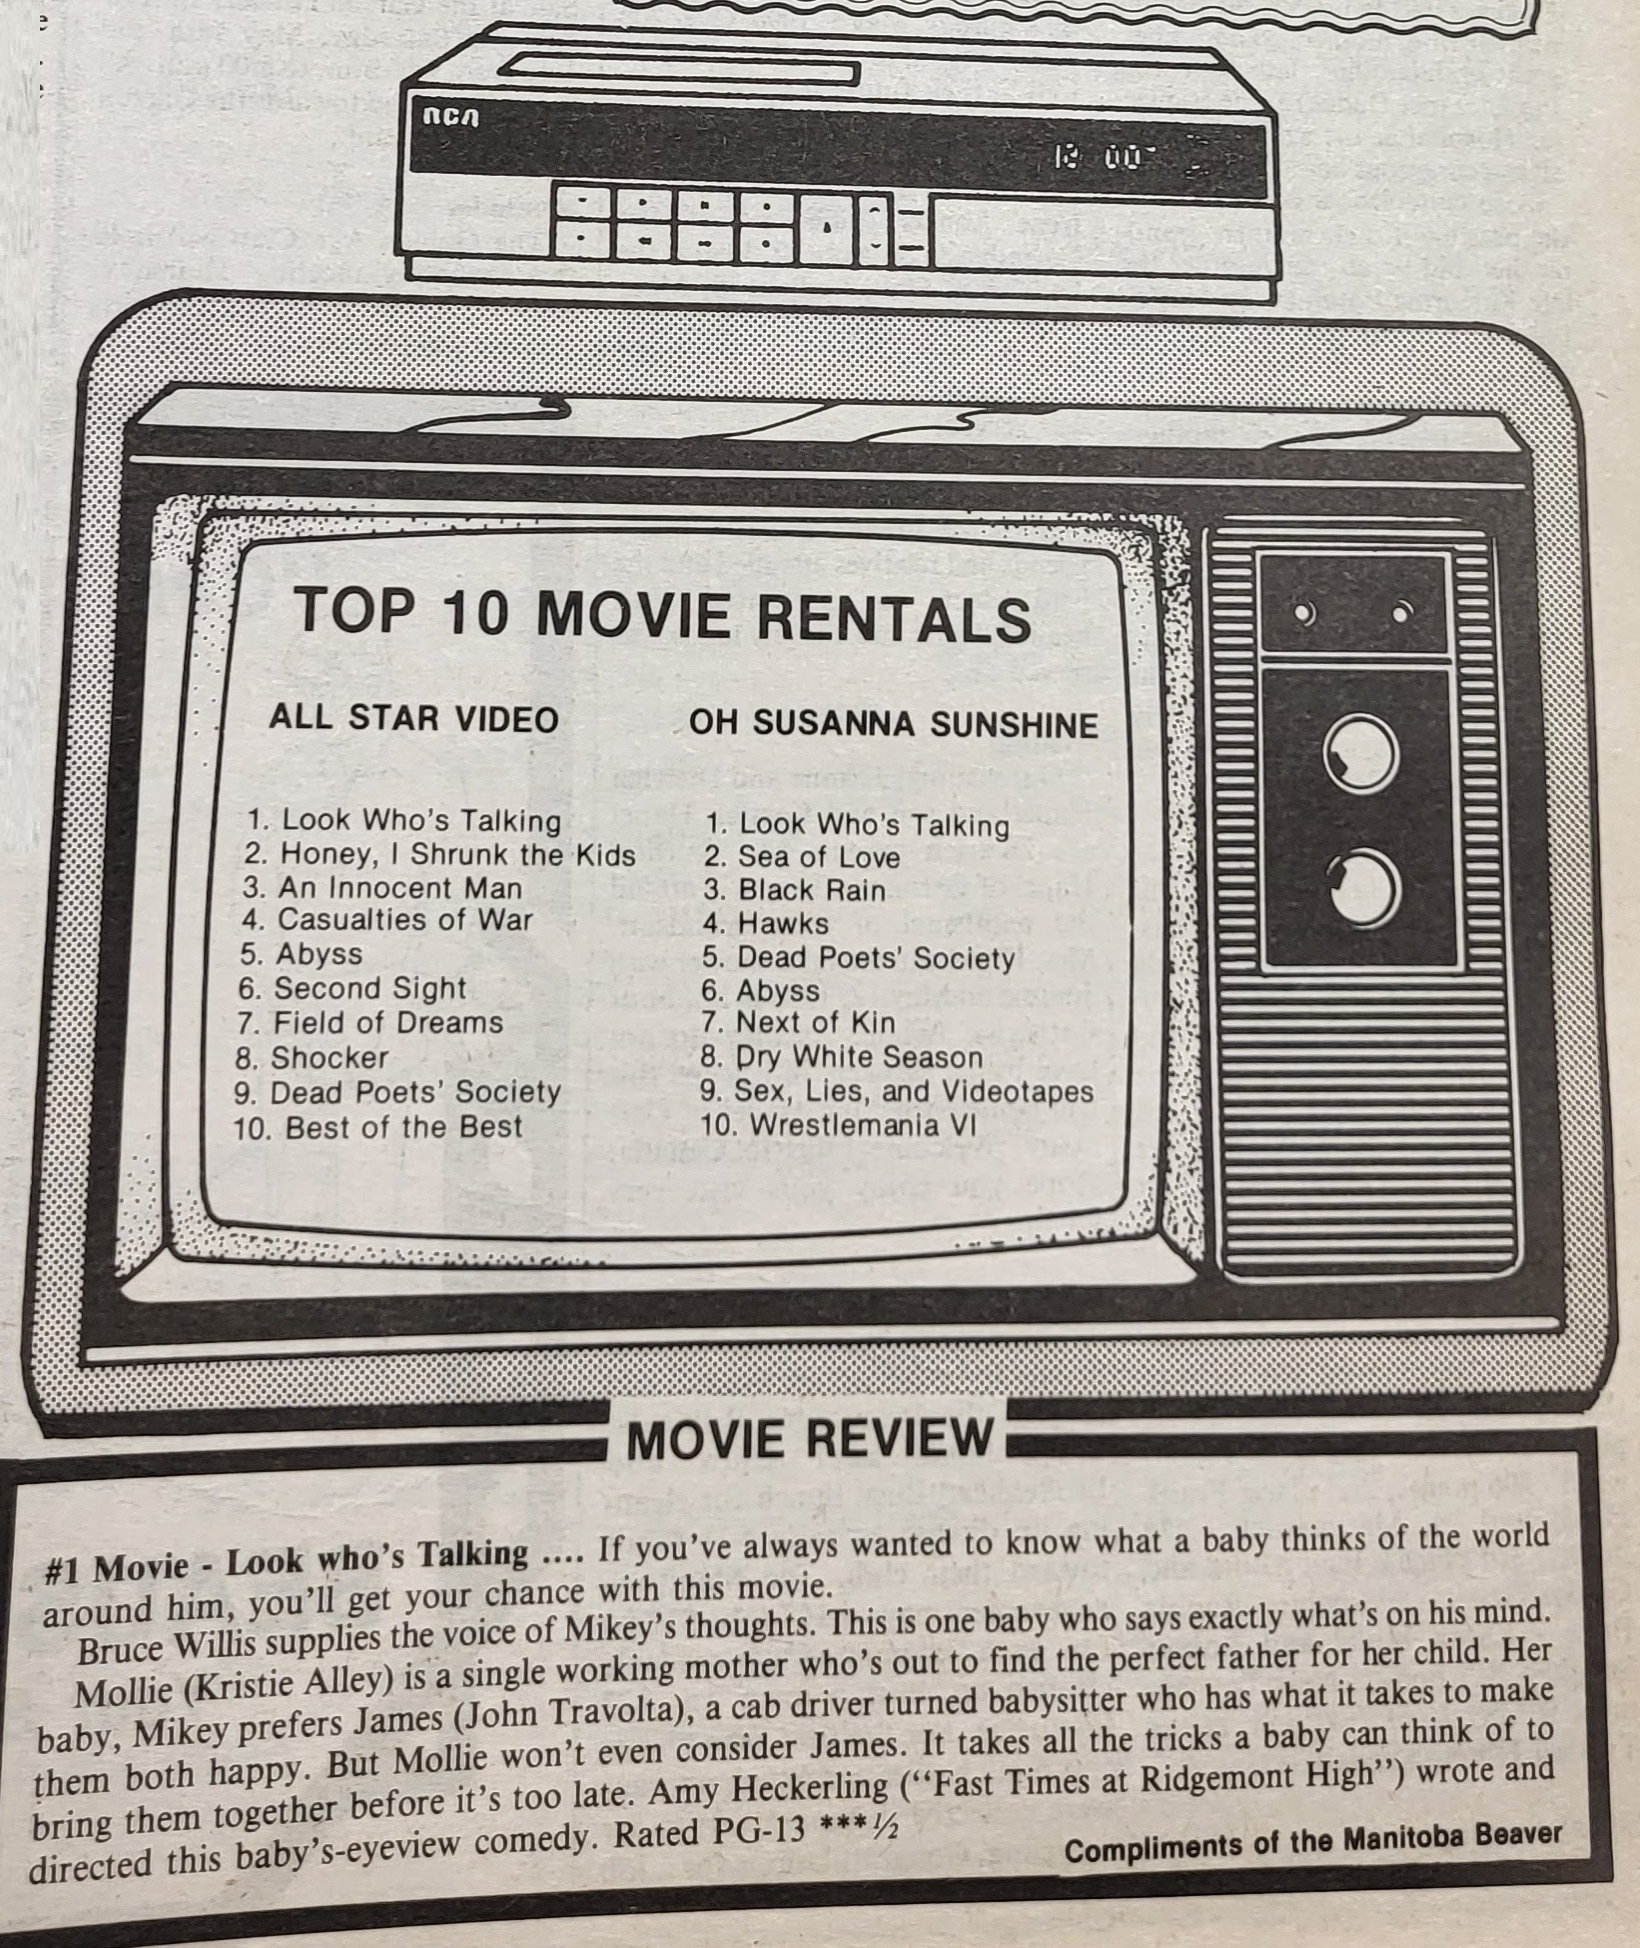 RCA
12 00
TOP 10 MOVIE RENTALS
ALL STAR VIDEO
1. Look Who's Talking
2. Honey, I Shrunk the Kids
3. An Innocent Man
4. Casualties of War
5. Abyss
6. Second Sight
7. Field of Dreams
8. Shocker
9. Dead Poets' Society
10. Best of the Best
OH SUSANNA SUNSHINE
1. Look Who's Talking
2. Sea of Love
3. Black Rain
4. Hawks
5. Dead Poets' Society
6. Abyss
7. Next of Kin
8. Dry White Season
9. Sex, Lies, and Videotapes
10. Wrestlemania VI
MOVIE REVIEW
#1 Movie - Look who's Talking .... If you've always wanted to know what a baby thinks of the world
around him, you'll get your chance with this movie.
Bruce Willis supplies the voice of Mikey's thoughts. This is one baby who says exactly what's on his mind.
Mollie (Kristie Alley) is a single working mother who's out to find the perfect father for her child. Her
baby, Mikey prefers James (John Travolta), a cab driver turned babysitter who has what it takes to make
them both happy. But Mollie won't even consider James. It takes all the tricks a baby can think of to
bring them together before it's too late. Amy Heckerling (“Fast Times at Ridgemont High”) wrote and
directed this baby's-eyeview comedy. Rated PG-13 ***½
Compliments of the Manitoba Beaver